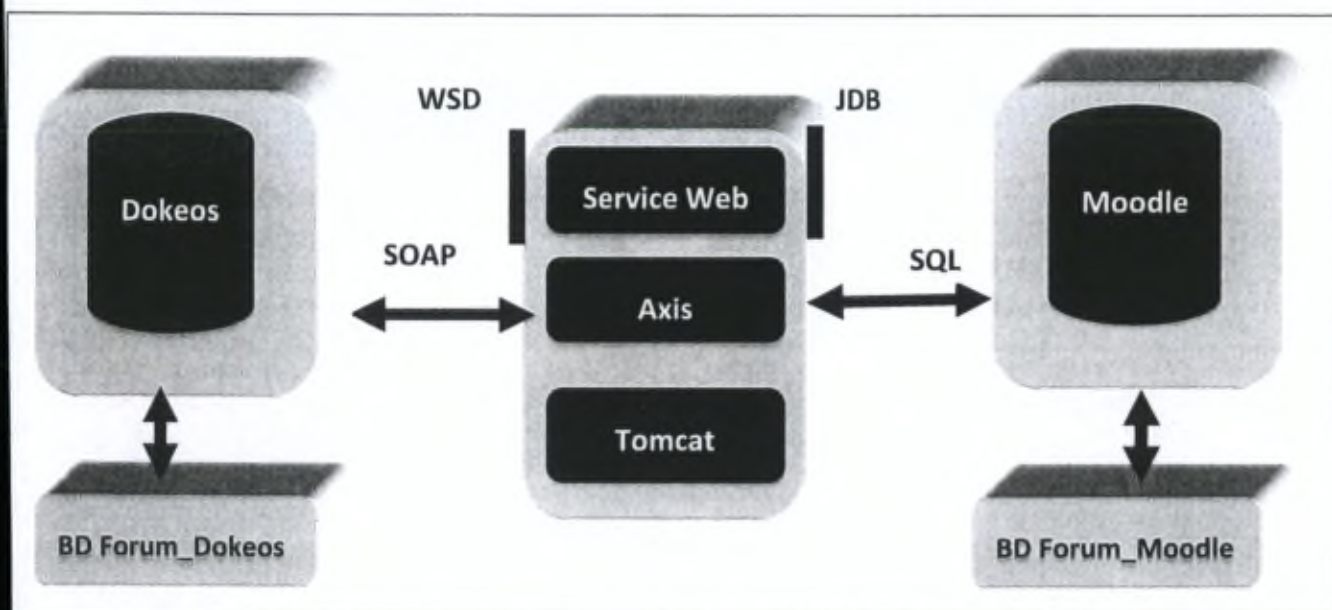 WSD
JDB
Dokeos
Service Web
Moodle
SOAP
SQL
Axis
Tomcat
BD Forum_Dokeos
BD Forum_Moodle